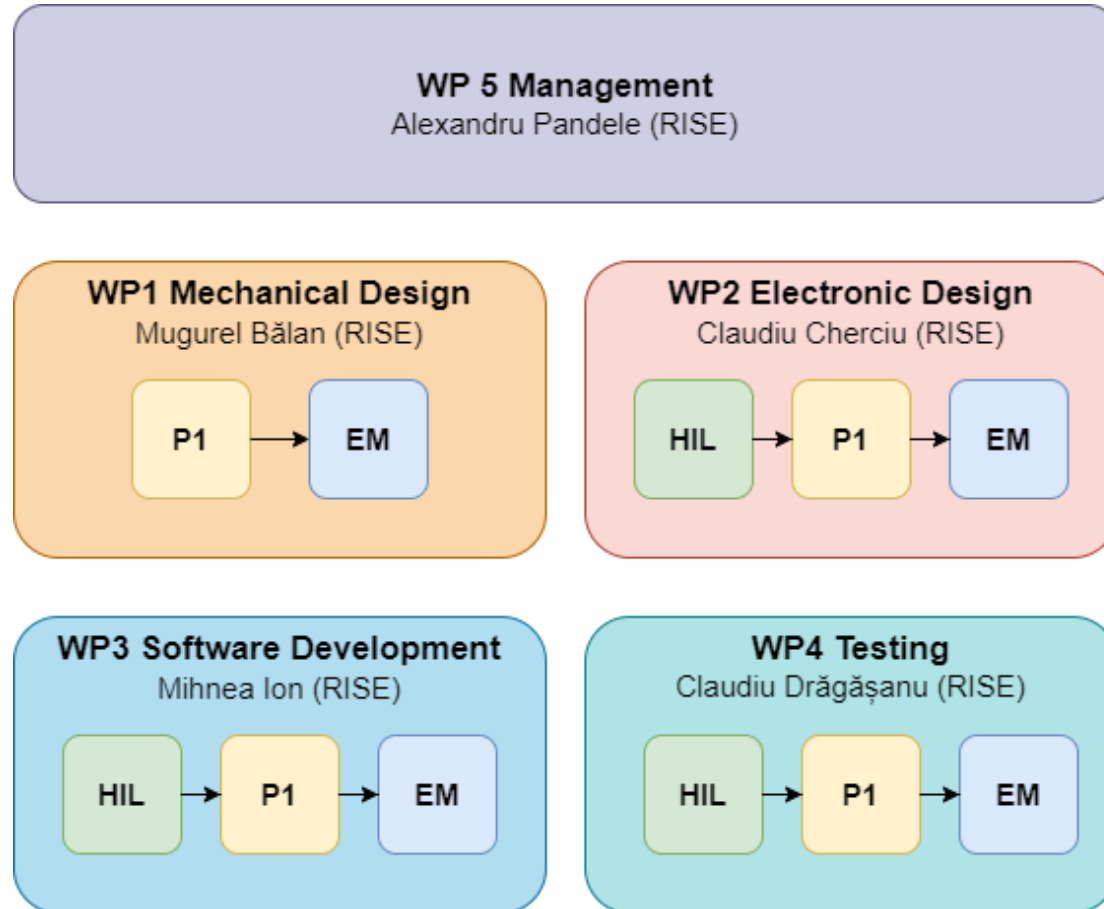 WP 5 Management
Alexandru Pandele (RISE)
WP1 Mechanical Design
Mugurel Bălan (RISE)
P1
EM
WP2 Electronic Design
Claudiu Cherciu (RISE)
HIL
P1
EM
WP3 Software Development
Mihnea Ion (RISE)
HIL
P1
EM
WP4 Testing
Claudiu Drăgășanu (RISE)
HIL
P1
EM